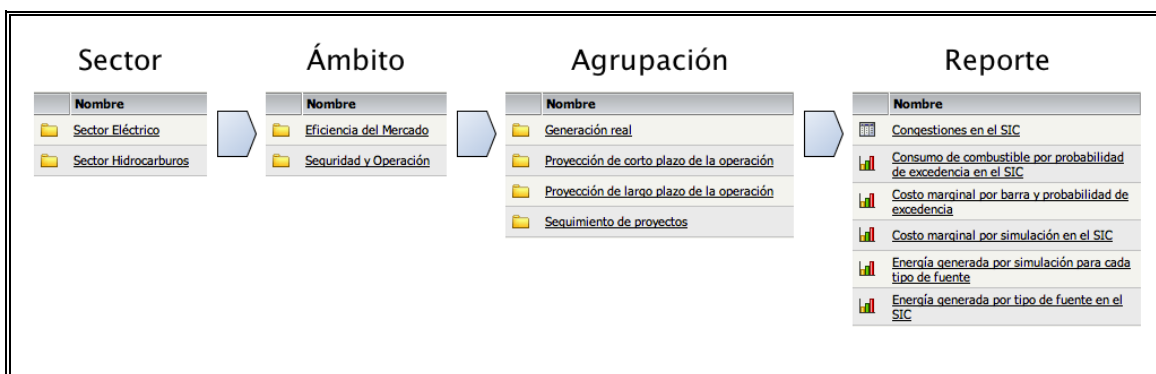 Sector
Nombre
Sector Eléctrico
Sector Hidrocarburos
Ámbito
Nombre
Eficiencia del Mercado
Seguridad y Operación
Agrupación
Nombre
Generación real
Proyección de corto plazo de la operación
Proyección de largo plazo de la operación
Seguimiento de proyectos
Reporte
Nombre
Congestiones en el SIC
Consumo de combustible por probabilidad
de excedencia en el SIC
Costo marginal por barra y probabilidad de
excedencia
Costo marginal por simulación en el SIC
Energía generada por simulación para cada
tipo de fuente
Energía generada por tipo de fuente en el
SIC